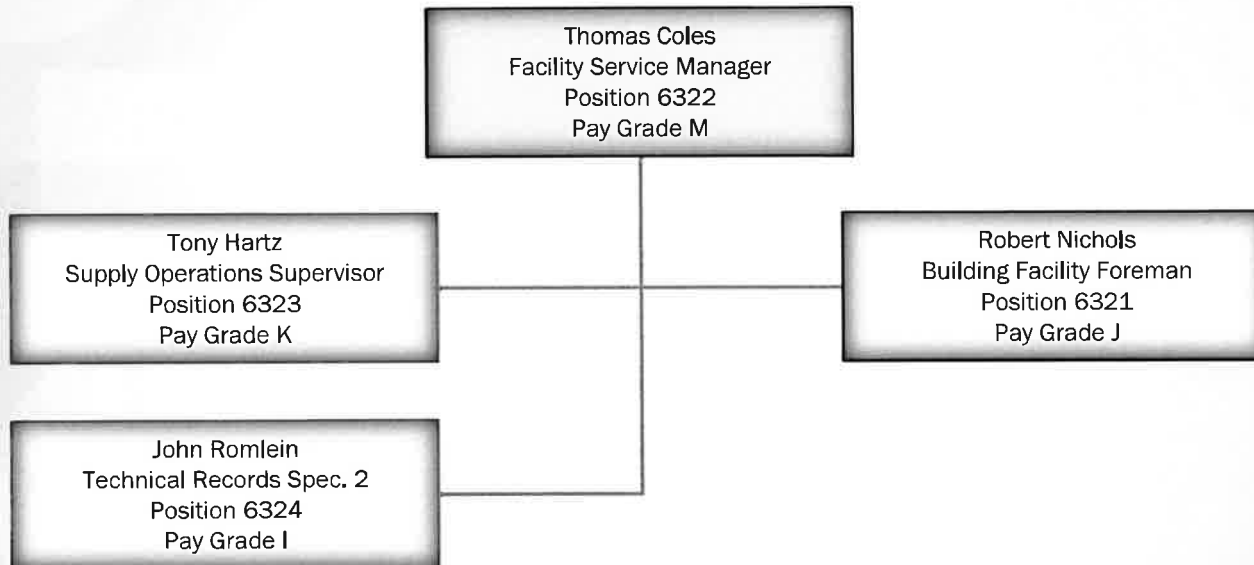 Thomas Coles
Facility Service Manager
Position 6322
Pay Grade M
Tony Hartz
Supply Operations Supervisor
Position 6323
Pay Grade K
Robert Nichols
Building Facility Foreman
Position 6321
Pay Grade J
John Romlein
Technical Records Spec. 2
Position 6324
Pay Grade I